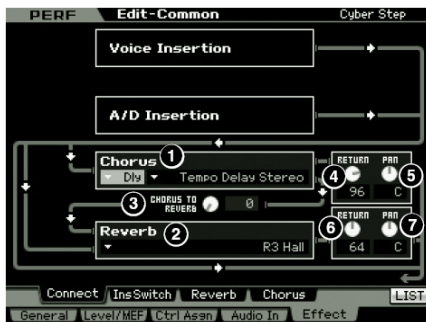 PERF Edit-Common Cyber Step
Voice Insertion
A/D Insertion
Chorus 1
Dly Tempo Delay Stereo
RETURN PAN
4 5
96 C
3 CHORUS TO REVERB 0
Reverb 2
R3 Hall
RETURN PAN
6 7
64 C
Connect InsSwitch Reverb Chorus LIST
General Level/MEF Ctrl Asgn Audio In Effect